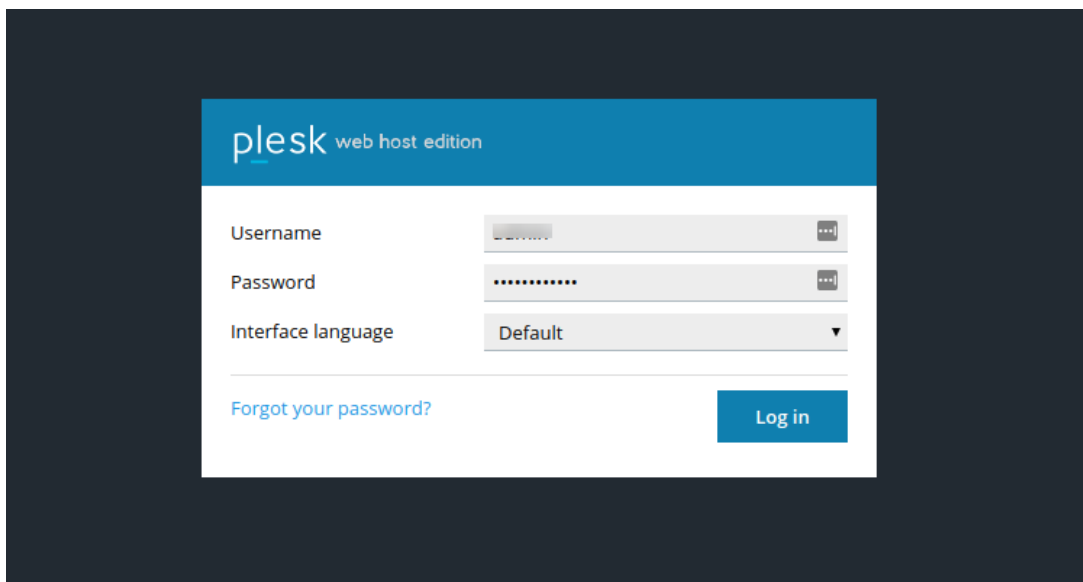 plesk web host edition
Username
Password ••••••••••••
Interface language Default
Forgot your password? Log in